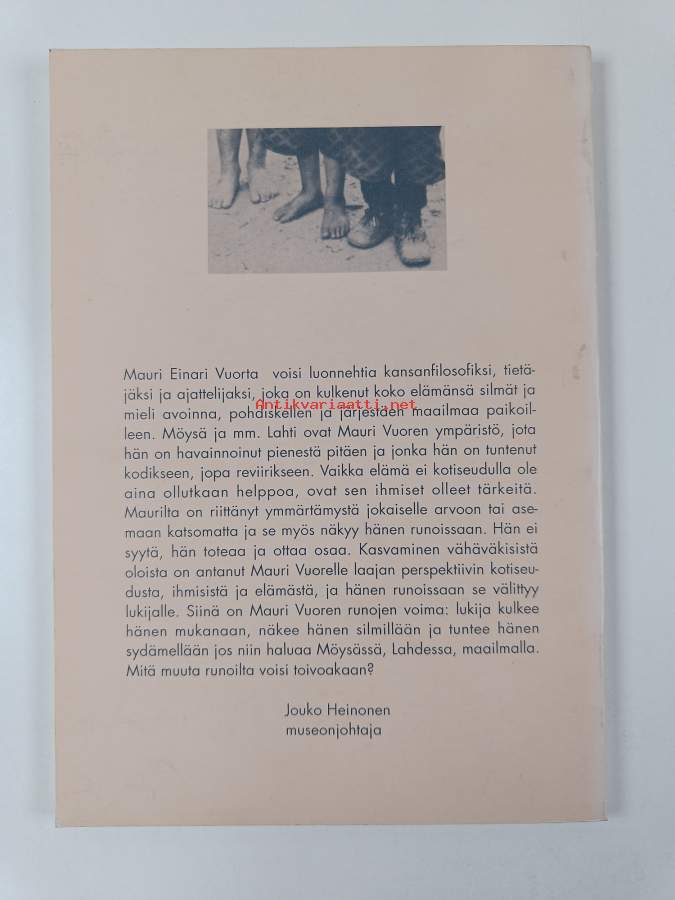 Mauri Einari Vuorta voisi luonnehtia kansanfilosofiksi, tietä-
jäksi ja ajattelijaksi, joka on kulkenut koko elämänsä silmät ja
Antikvariaatti.net
mieli avoinna, pohdiskellen ja järjestäen maailmaa paikoil-
leen. Möysä ja mm. Lahti ovat Mauri Vuoren ympäristö, jota
hän on havainnoinut pienestä pitäen ja jonka hän on tuntenut
kodikseen, jopa reviirikseen. Vaikka elämä ei kotiseudulla ole
aina ollutkaan helppoa, ovat sen ihmiset olleet tärkeitä.
Maurilta on riittänyt ymmärtämystä jokaiselle arvoon tai ase-
maan katsomatta ja se myös näkyy hänen runoissaan. Hän ei
syytä, hän toteaa ja ottaa osaa. Kasvaminen vähäväkisistä
oloista on antanut Mauri Vuorelle laajan perspektiivin kotiseu-
dusta, ihmisistä ja elämästä, ja hänen runoissaan se välittyy
lukijalle. Siinä on Mauri Vuoren runojen voima: lukija kulkee
hänen mukanaan, näkee hänen silmillään ja tuntee hänen
sydämellään jos niin haluaa Möysässä, Lahdessa, maailmalla.
Mitä muuta runoilta voisi toivoakaan?
Jouko Heinonen
museonjohtaja